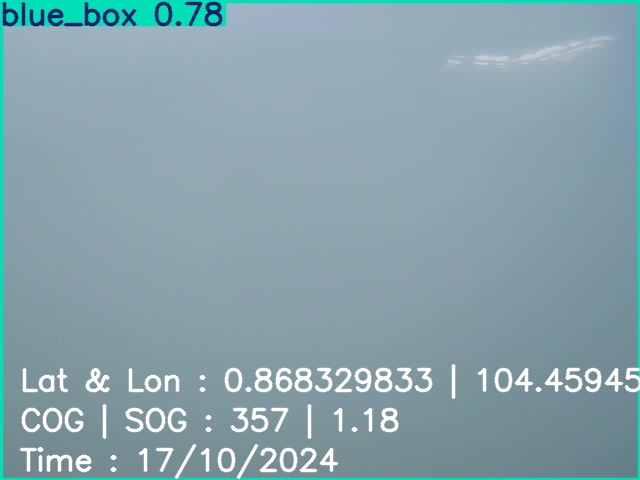 blue_box 0.78
Lat & Lon : 0.868329833 | 104.45945
COG | SOG : 357 | 1.18
Time : 17/10/2024